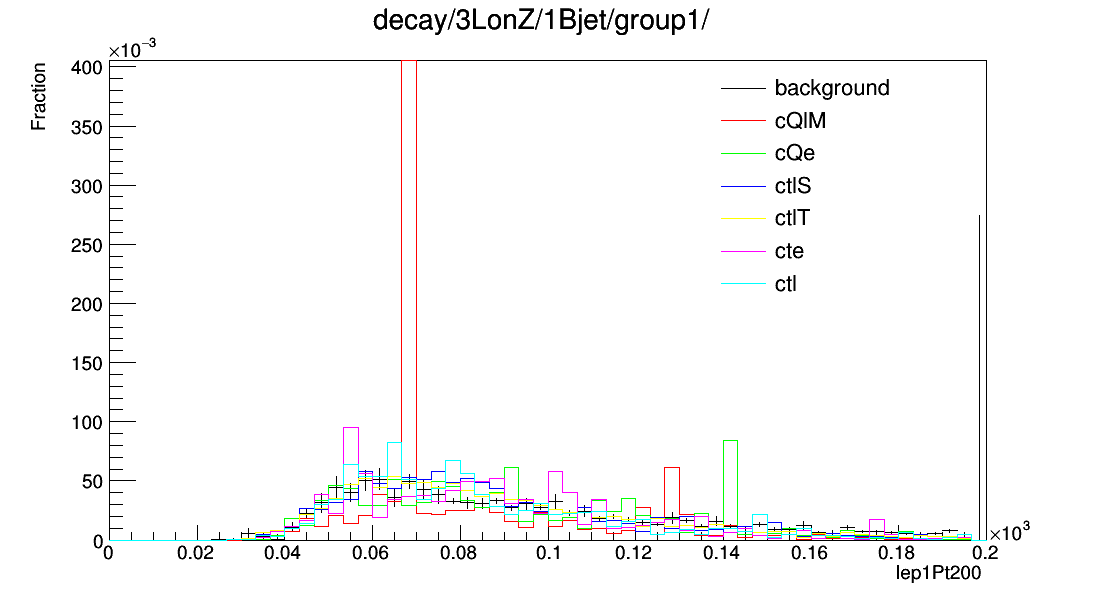 decay/3LonZ/1Bjet/group1/
×10⁻³
Fraction
400
350
300
250
200
150
100
50
0
background
cQlM
cQe
ctlS
ctlT
cte
ctl
0 0.02 0.04 0.06 0.08 0.1 0.12 0.14 0.16 0.18 0.2
×10³
lep1Pt200